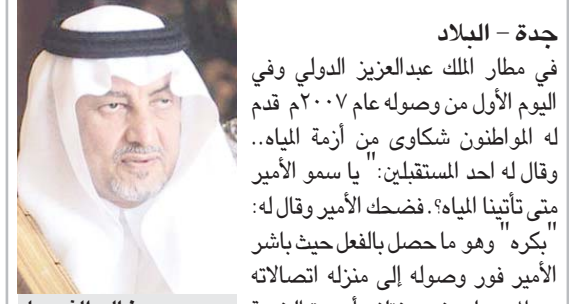 جدة – البلاد
في مطار الملك عبدالعزيز الدولي وفي
اليوم الأول من وصوله عام ٢٠٠٧م قدم
له المواطنون شكاوى من أزمة المياه..
وقال له احد المستقبلين:" يا سمو الأمير
متى تأتينا المياه؟. فضحك الأمير وقال له:
"بكره" وهو ما حصل بالفعل حيث باشر
الأمير فور وصوله إلى منزله اتصالاته